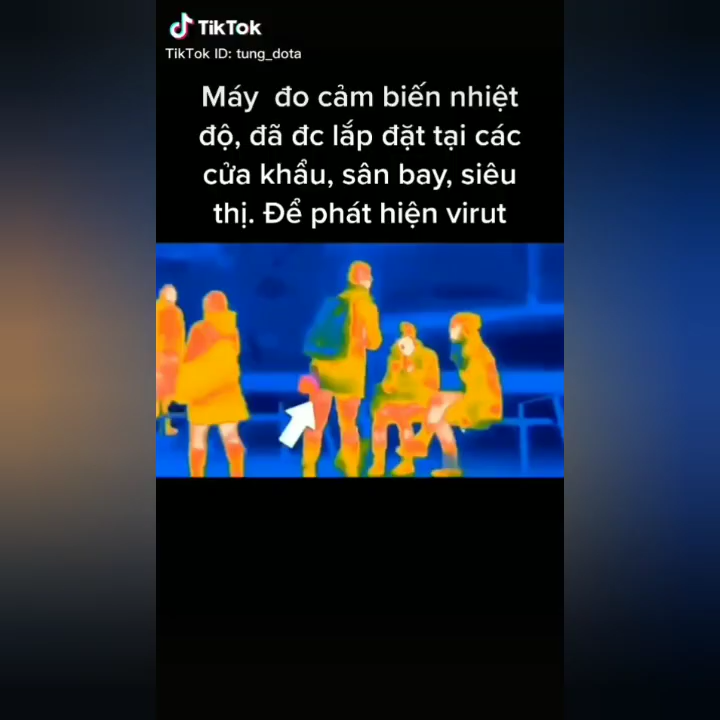 TikTok
TikTok ID: tung_dota
Máy đo cảm biến nhiệt
độ, đã đc lắp đặt tại các
cửa khẩu, sân bay, siêu
thị. Để phát hiện virut